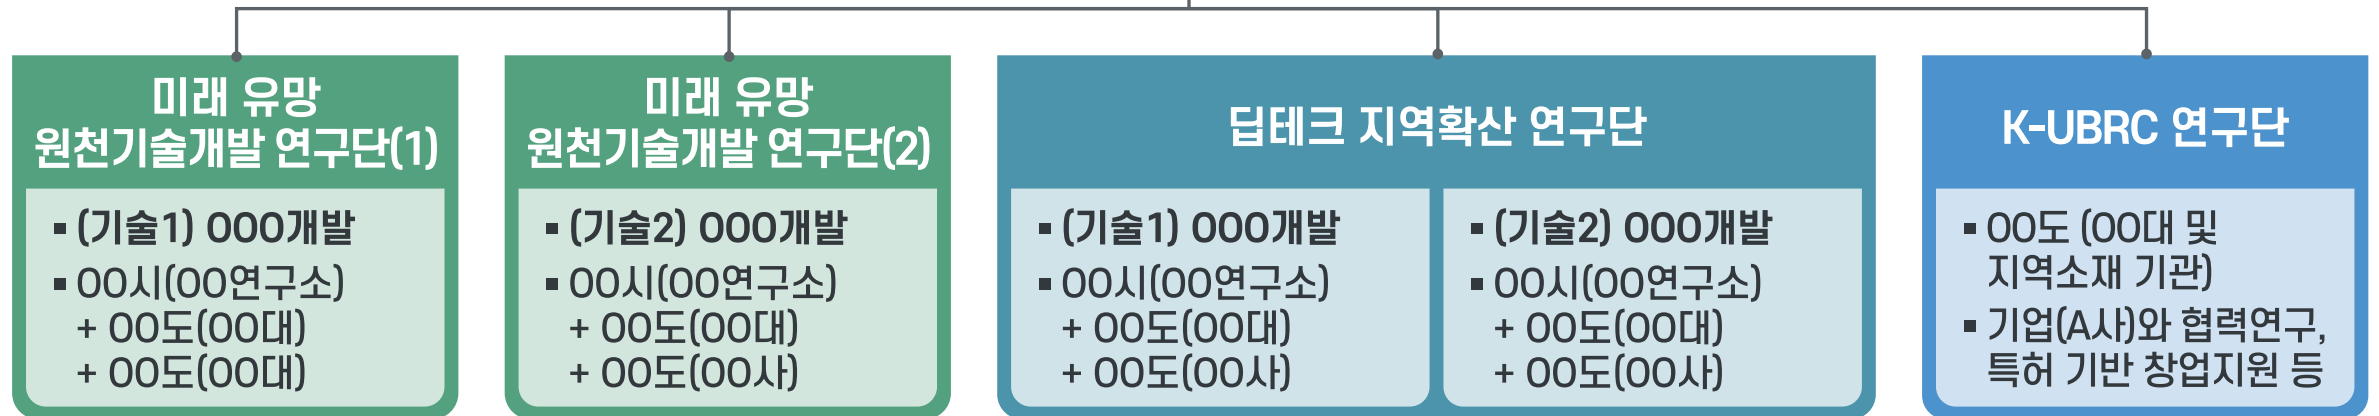 미래 유망
원천기술개발 연구단(1)
▪ (기술1) OOO개발
▪ OO시(OO연구소)
+ OO도(OO대)
+ OO도(OO대)
미래 유망
원천기술개발 연구단(2)
▪ (기술2) OOO개발
▪ OO시(OO연구소)
+ OO도(OO대)
+ OO도(OO사)
딥테크 지역확산 연구단
▪ (기술1) OOO개발
▪ OO시(OO연구소)
+ OO도(OO대)
+ OO도(OO사)
▪ (기술2) OOO개발
▪ OO시(OO연구소)
+ OO도(OO대)
+ OO도(OO사)
K-UBRC 연구단
▪ OO도 (OO대 및
지역소재 기관)
▪ 기업(A사)와 협력연구,
특허 기반 창업지원 등